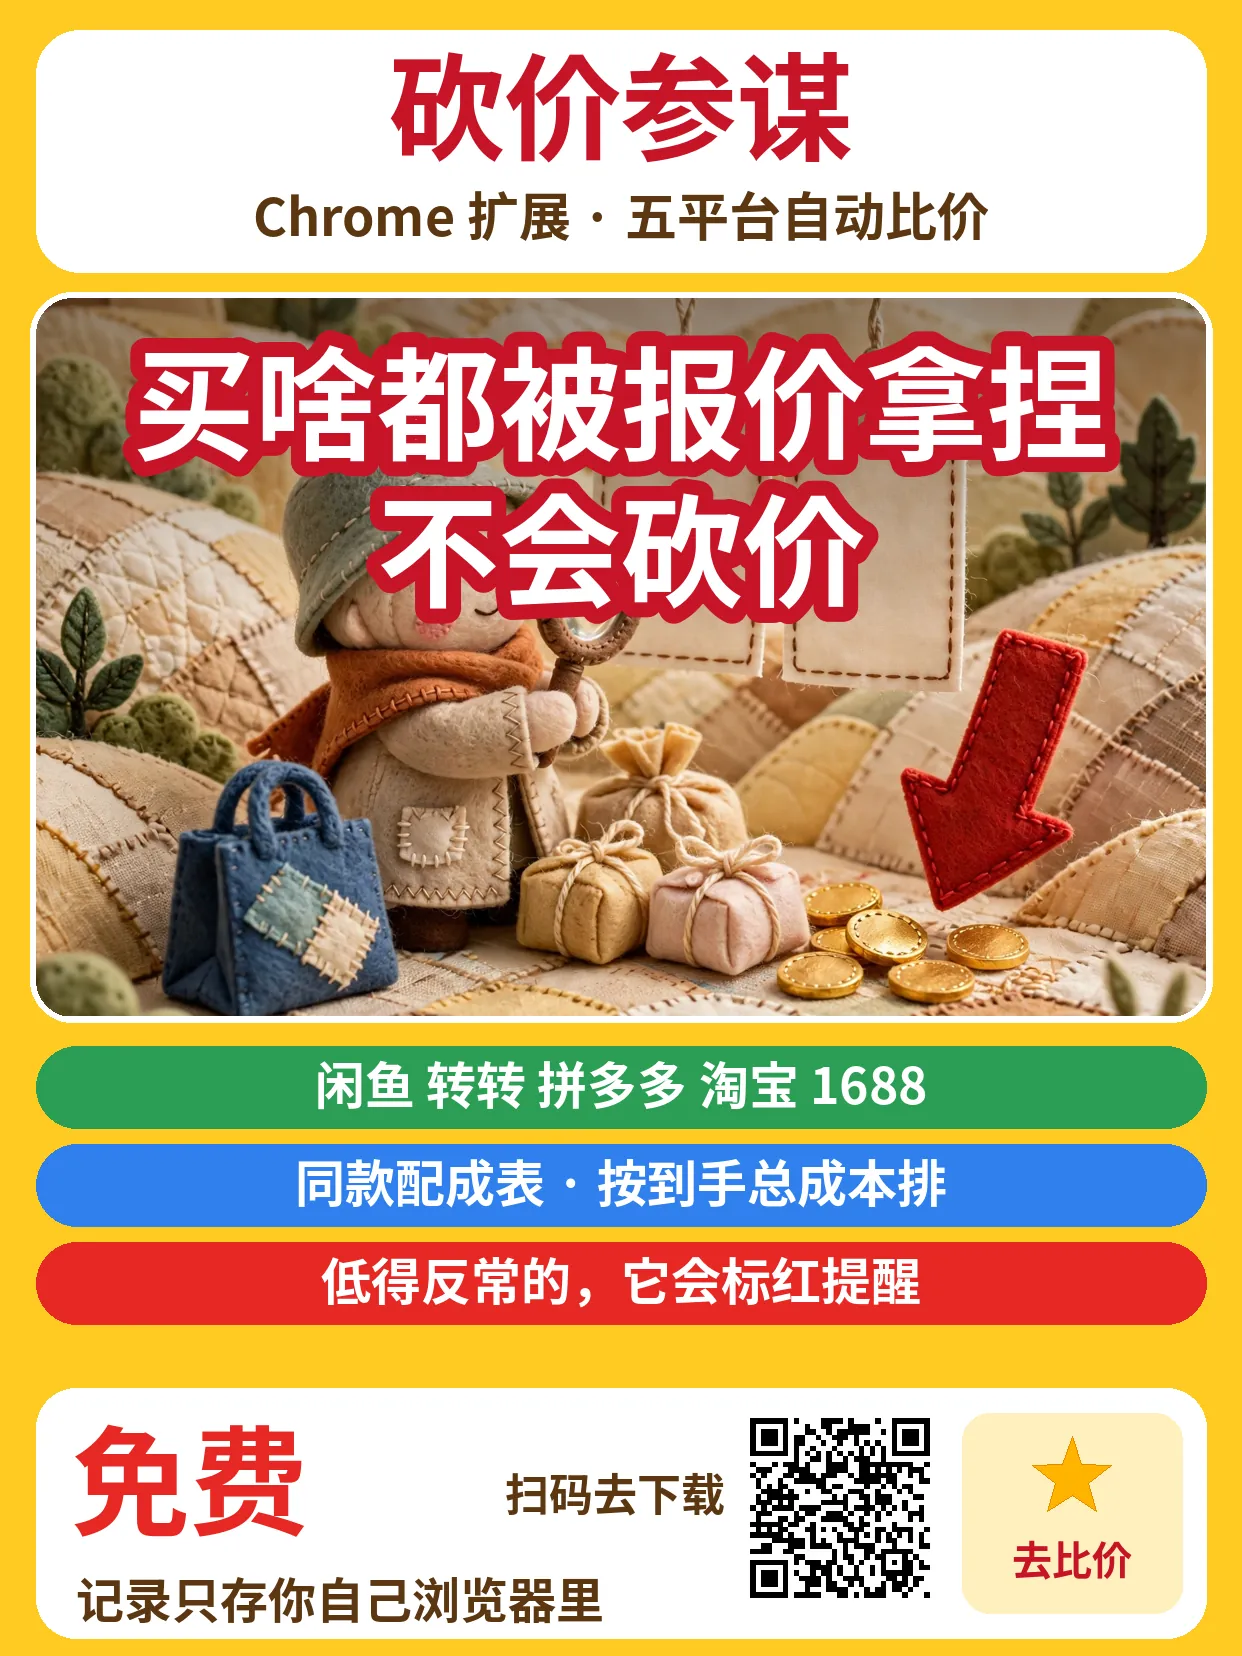 砍价参谋
Chrome 扩展 · 五平台自动比价
买啥都被报价拿捏
不会砍价
闲鱼 转转 拼多多 淘宝 1688
同款配成表 · 按到手总成本排
低得反常的，它会标红提醒
免费
扫码去下载
去比价
记录只存你自己浏览器里